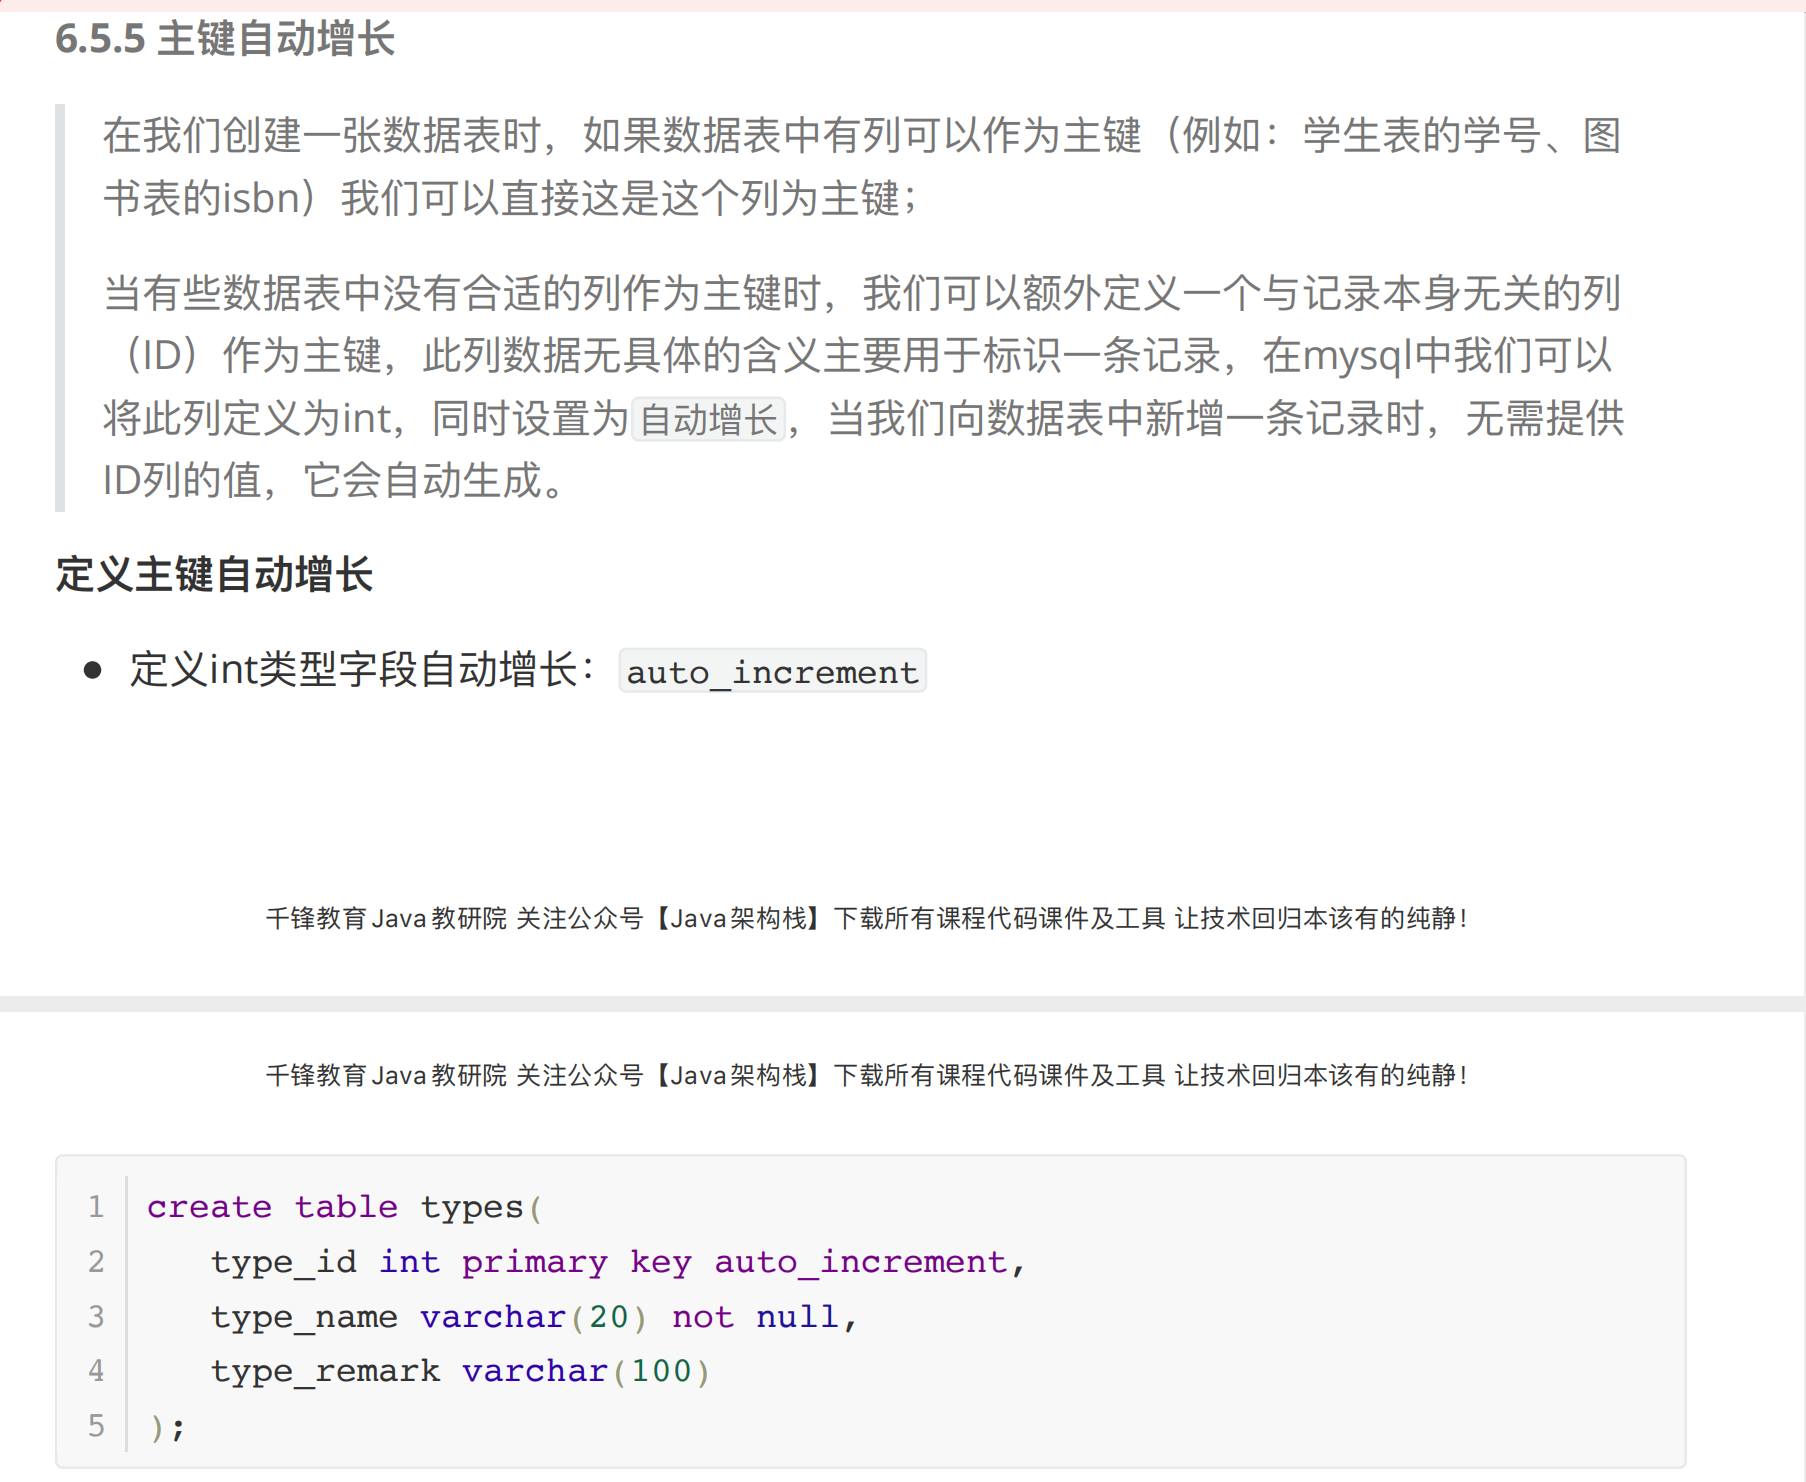 6.5.5 主键自动增长
在我们创建一张数据表时，如果数据表中有列可以作为主键（例如：学生表的学号、图
书表的isbn）我们可以直接这是这个列为主键；
当有些数据表中没有合适的列作为主键时，我们可以额外定义一个与记录本身无关的列
（ID）作为主键，此列数据无具体的含义主要用于标识一条记录，在mysql中我们可以
将此列定义为int，同时设置为自动增长，当我们向数据表中新增一条记录时，无需提供
ID列的值，它会自动生成。
定义主键自动增长
● 定义int类型字段自动增长：auto_increment
千锋教育Java教研院 关注公众号【Java架构栈】下载所有课程代码课件及工具 让技术回归本该有的纯静！
千锋教育Java教研院 关注公众号【Java架构栈】下载所有课程代码课件及工具 让技术回归本该有的纯静！
1 create table types(
2    type_id int primary key auto_increment,
3    type_name varchar(20) not null,
4    type_remark varchar(100)
5 );